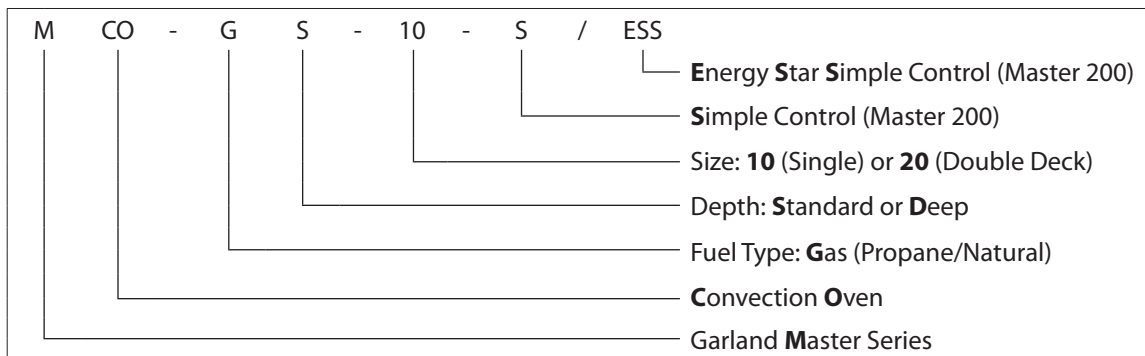 M CO - G S - 10 - S / ESS
Energy Star Simple Control (Master 200)
Simple Control (Master 200)
Size: 10 (Single) or 20 (Double Deck)
Depth: Standard or Deep
Fuel Type: Gas (Propane/Natural)
Convection Oven
Garland Master Series